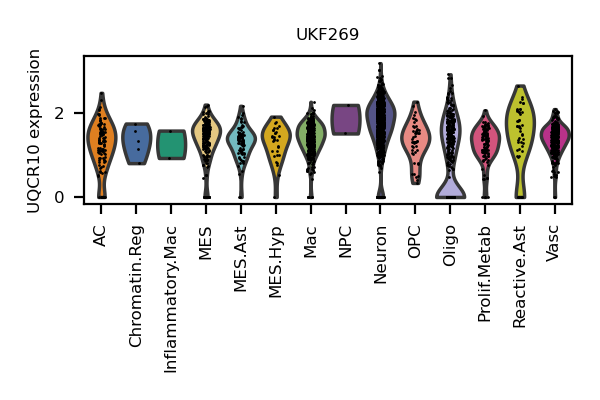 UKF269
UQCR10 expression
2
0
AC
Chromatin.Reg
Inflammatory.Mac
MES
MES.Ast
MES.Hyp
Mac
NPC
Neuron
OPC
Oligo
Prolif.Metab
Reactive.Ast
Vasc